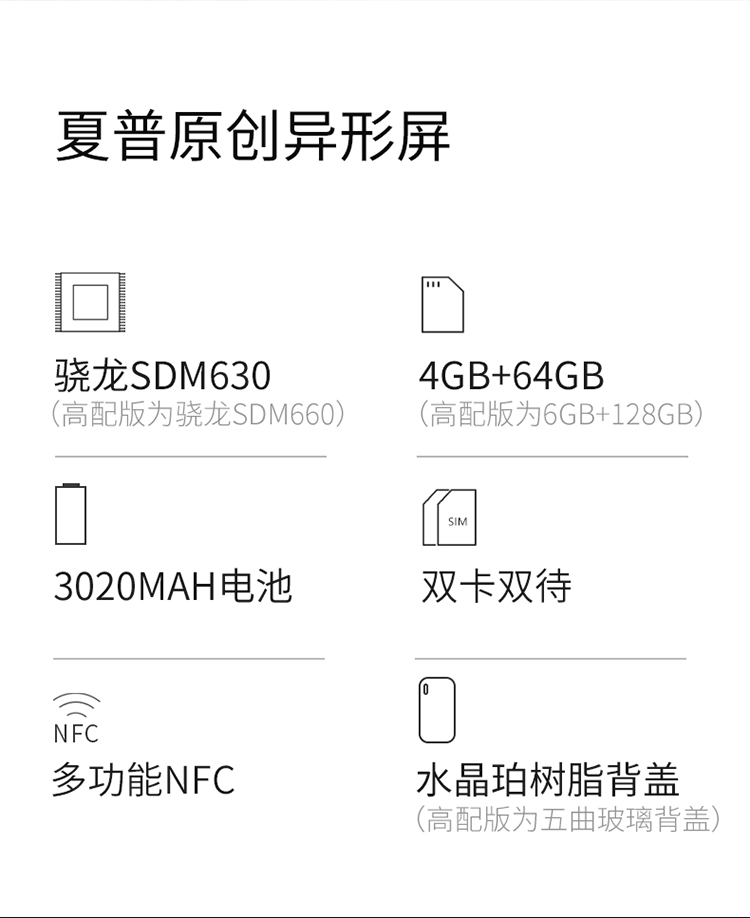 夏普原创异形屏
骁龙SDM630
（高配版为骁龙SDM660）
4GB+64GB
（高配版为6GB+128GB）
3020MAH电池
SIM
双卡双待
NFC
多功能NFC
水晶珀树脂背盖
（高配版为五曲玻璃背盖）